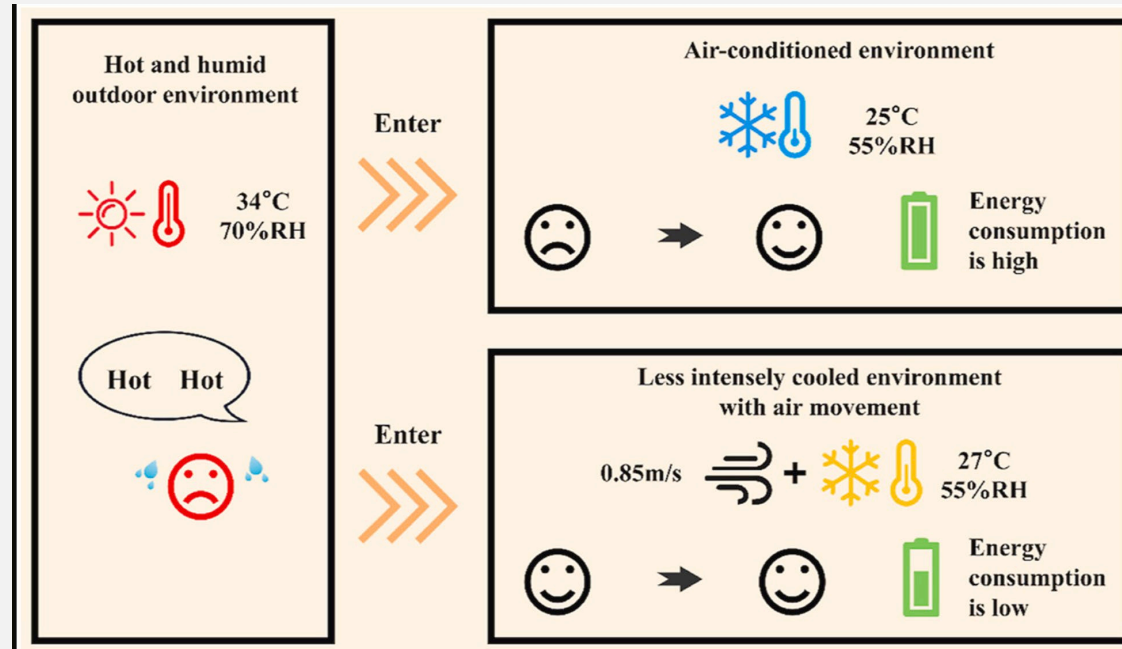 Hot and humid
outdoor environment
34°C
70%RH
Hot Hot
Enter
Enter
Air-conditioned environment
25°C
55%RH
Energy
consumption
is high
Less intensely cooled environment
with air movement
0.85m/s
+
27°C
55%RH
Energy
consumption
is low